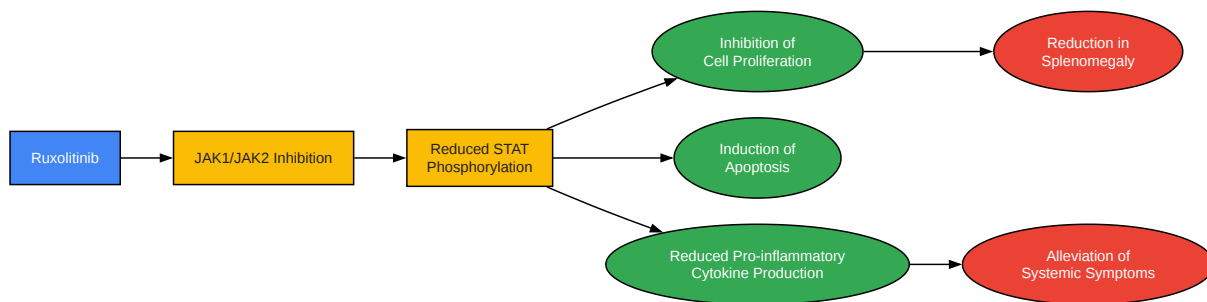 Ruxolitinib
JAK1/JAK2 Inhibition
Reduced STAT
Phosphorylation
Inhibition of
Cell Proliferation
Induction of
Apoptosis
Reduced Pro-inflammatory
Cytokine Production
Reduction in
Splenomegaly
Alleviation of
Systemic Symptoms